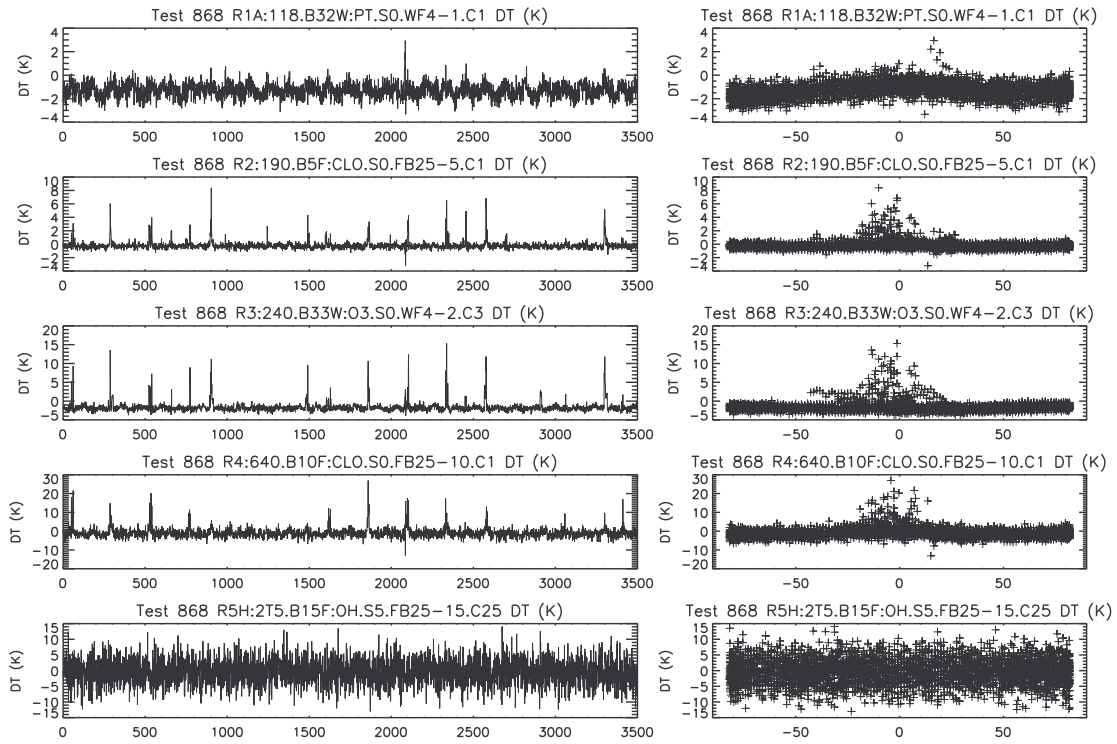 Test 868 R1A:118.B32W:PT.S0.WF4-1.C1 DT (K)
DT (K)
4
2
0
-2
-4
0 500 1000 1500 2000 2500 3000 3500
Test 868 R1A:118.B32W:PT.S0.WF4-1.C1 DT (K)
DT (K)
4
2
0
-2
-4
-50 0 50
Test 868 R2:190.B5F:CLO.S0.FB25-5.C1 DT (K)
DT (K)
10
8
6
4
2
0
-2
-4
0 500 1000 1500 2000 2500 3000 3500
Test 868 R2:190.B5F:CLO.S0.FB25-5.C1 DT (K)
DT (K)
10
8
6
4
2
0
-2
-4
-50 0 50
Test 868 R3:240.B33W:O3.S0.WF4-2.C3 DT (K)
DT (K)
20
15
10
5
0
-5
0 500 1000 1500 2000 2500 3000 3500
Test 868 R3:240.B33W:O3.S0.WF4-2.C3 DT (K)
DT (K)
20
15
10
5
0
-5
-50 0 50
Test 868 R4:640.B10F:CLO.S0.FB25-10.C1 DT (K)
DT (K)
30
20
10
0
-10
-20
0 500 1000 1500 2000 2500 3000 3500
Test 868 R4:640.B10F:CLO.S0.FB25-10.C1 DT (K)
DT (K)
30
20
10
0
-10
-20
-50 0 50
Test 868 R5H:2T5.B15F:OH.S5.FB25-15.C25 DT (K)
DT (K)
15
10
5
0
-5
-10
-15
0 500 1000 1500 2000 2500 3000 3500
Test 868 R5H:2T5.B15F:OH.S5.FB25-15.C25 DT (K)
DT (K)
15
10
5
0
-5
-10
-15
-50 0 50